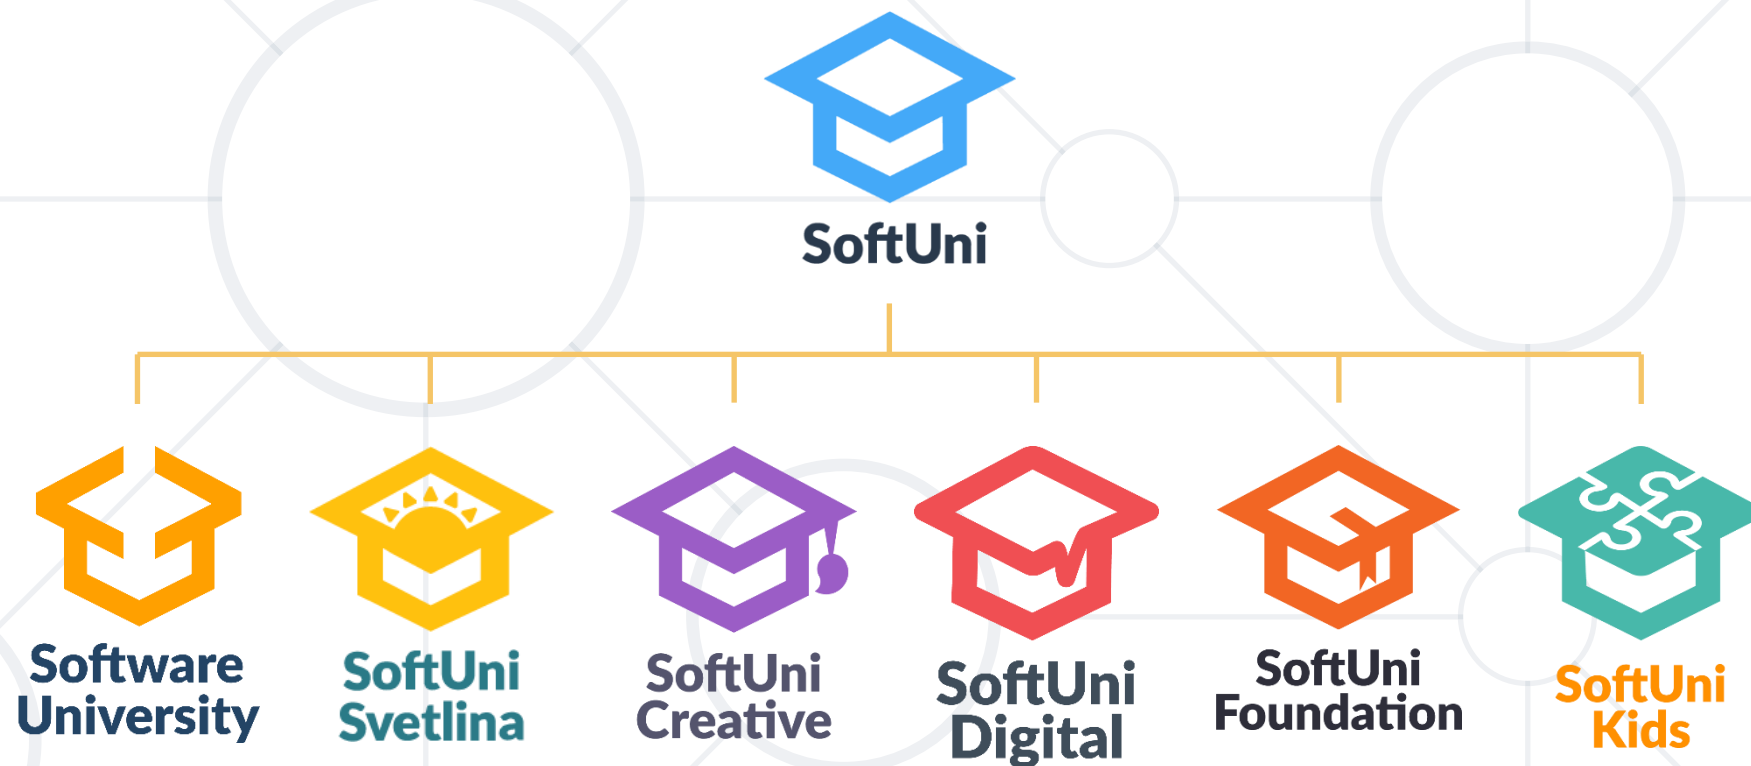 SoftUni
Software
University
SoftUni
Svetlina
SoftUni
Creative
SoftUni
Digital
SoftUni
Foundation
SoftUni
Kids